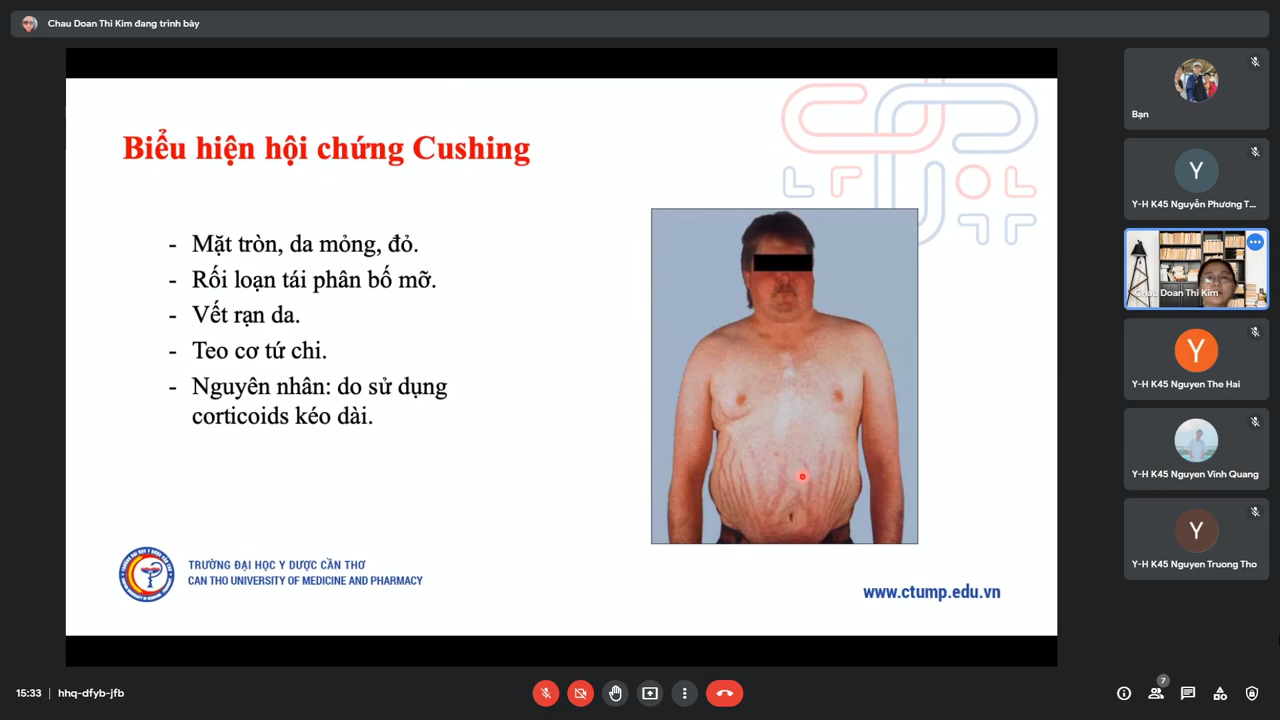 Chau Doan Thi Kim đang trình bày
Biểu hiện hội chứng Cushing
- Mặt tròn, da mỏng, đỏ.
- Rối loạn tái phân bố mỡ.
- Vết rạn da.
- Teo cơ tứ chi.
- Nguyên nhân: do sử dụng
corticoids kéo dài.
TRƯỜNG ĐẠI HỌC Y DƯỢC CẦN THƠ
CAN THO UNIVERSITY OF MEDICINE AND PHARMACY
www.ctump.edu.vn
Bạn
Y
Y-H K45 Nguyễn Phương T...
Chau Doan Thi Kim
Y
Y-H K45 Nguyen The Hai
Y-H K45 Nguyen Vinh Quang
Y
Y-H K45 Nguyen Truong Tho
15:33 | hhq-dfyb-jfb
7